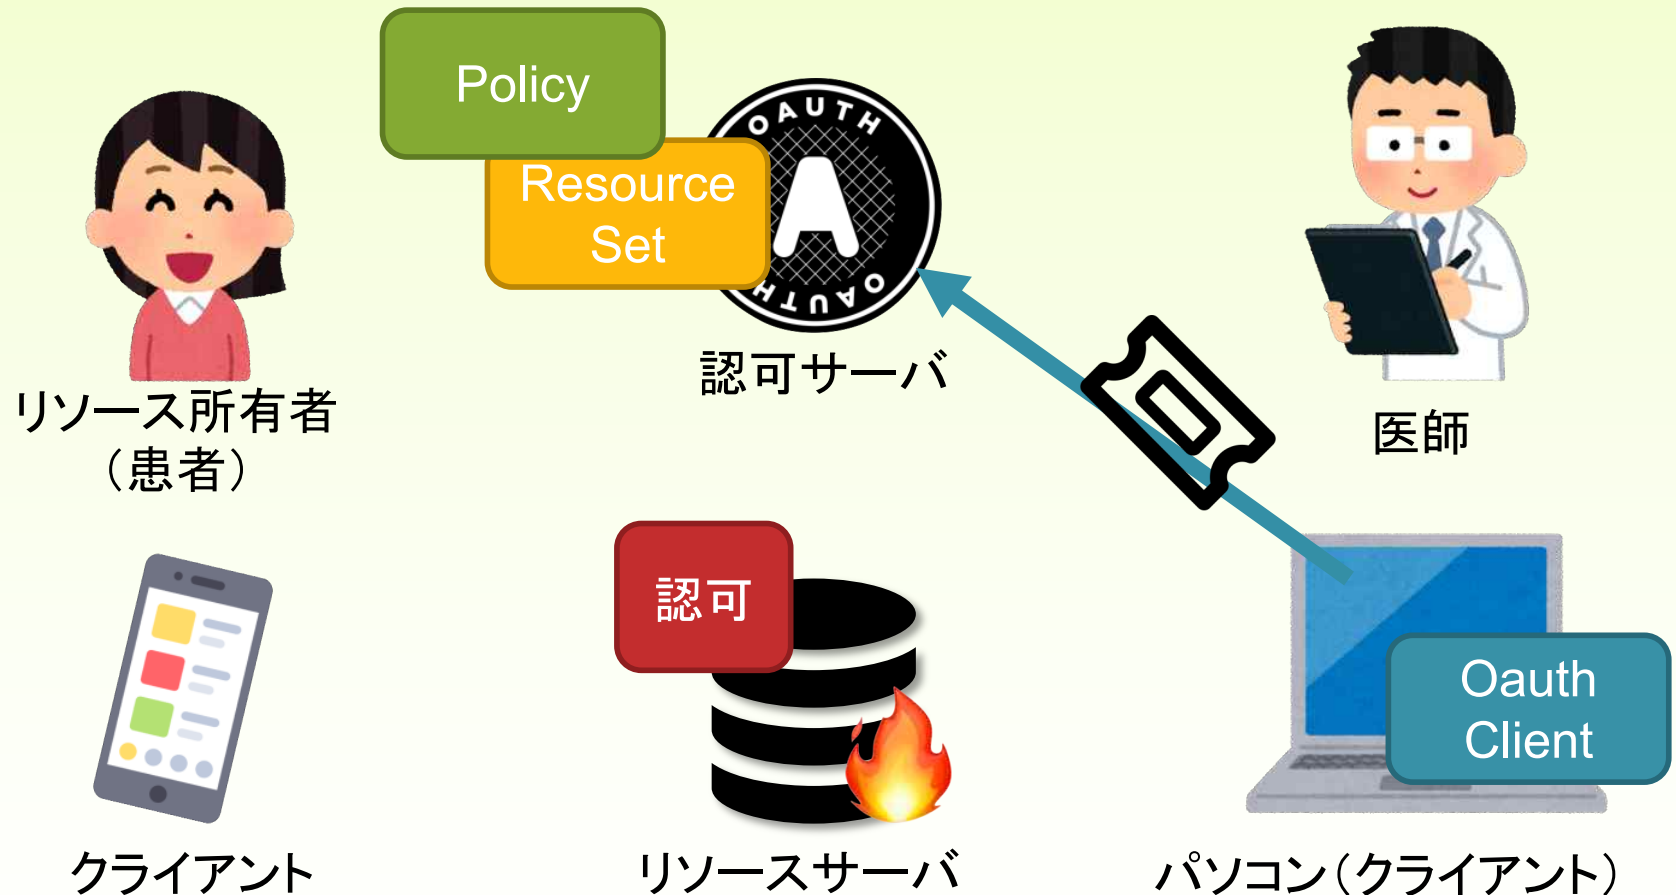 Policy
OAUTH
A
OAUTH
Resource
Set
認可サーバ
リソース所有者
（患者）
医師
認可
Oauth
Client
クライアント
リソースサーバ
パソコン（クライアント）